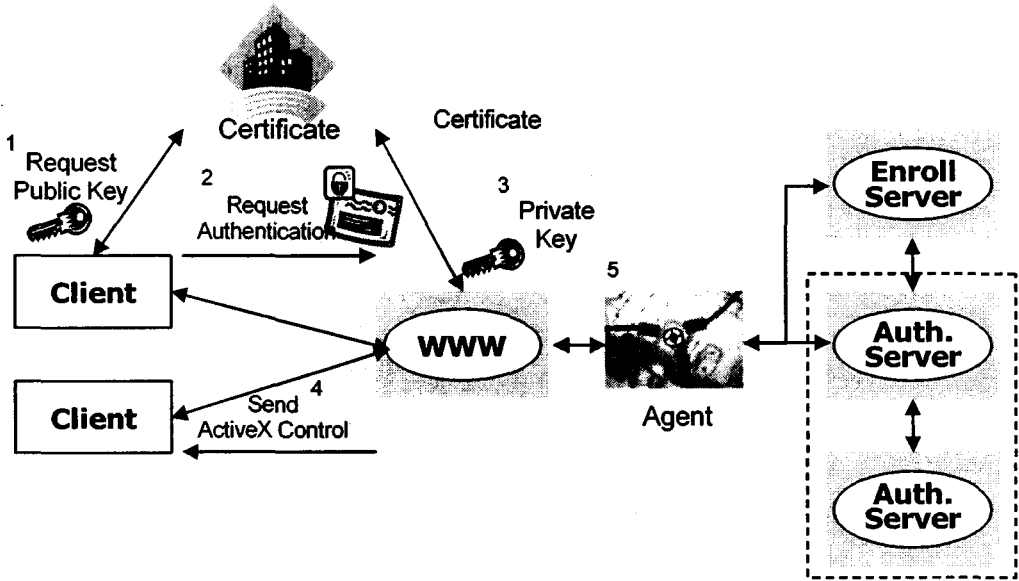 Certificate
Certificate
1
Request
Public Key
2
Request
Authentication
3
Private
Key
Client
WWW
5
Agent
Enroll
Server
Auth.
Server
Client
4
Send
ActiveX Control
Auth.
Server